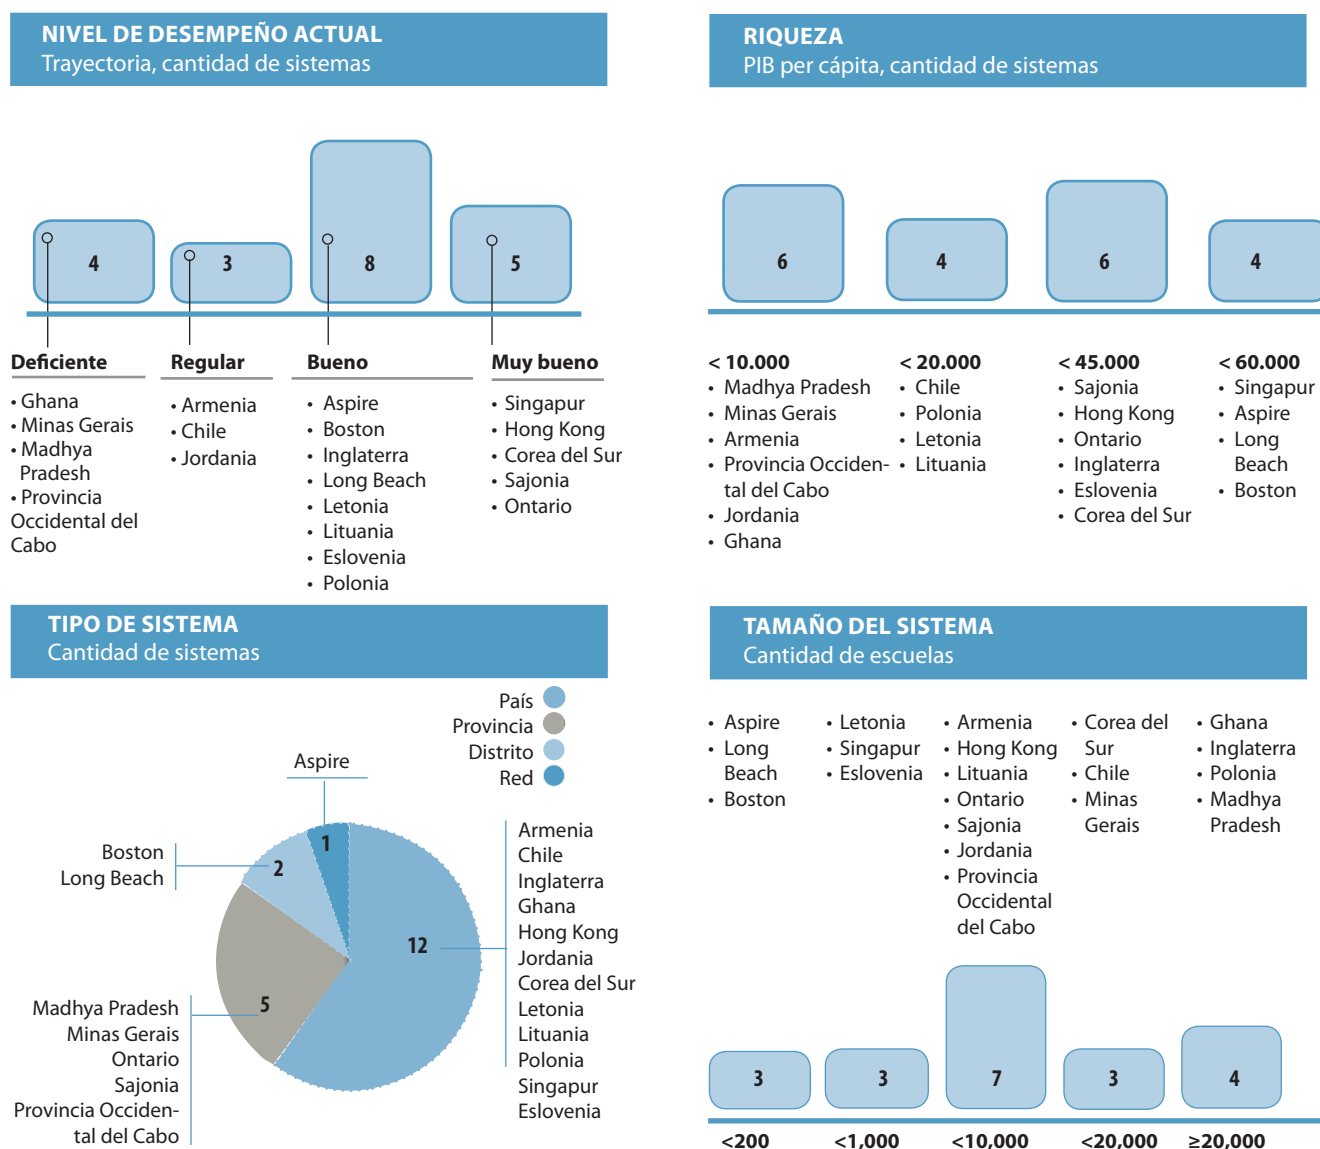 NIVEL DE DESEMPEÑO ACTUAL
Trayectoria, cantidad de sistemas
4
3
8
5
Deficiente
• Ghana
• Minas Gerais
• Madhya
Pradesh
• Provincia
Occidental del
Cabo
Regular
• Armenia
• Chile
• Jordania
Bueno
• Aspire
• Boston
• Inglaterra
• Long Beach
• Letonia
• Lituania
• Eslovenia
• Polonia
Muy bueno
• Singapur
• Hong Kong
• Corea del Sur
• Sajonia
• Ontario
RIQUEZA
PIB per cápita, cantidad de sistemas
6
4
6
4
< 10.000
• Madhya Pradesh
• Minas Gerais
• Armenia
• Provincia Occiden-
tal del Cabo
• Jordania
• Ghana
< 20.000
• Chile
• Polonia
• Letonia
• Lituania
< 45.000
• Sajonia
• Hong Kong
• Ontario
• Inglaterra
• Eslovenia
• Corea del Sur
< 60.000
• Singapur
• Aspire
• Long
Beach
• Boston
TIPO DE SISTEMA
Cantidad de sistemas
País
Provincia
Distrito
Red
Aspire
1
Boston
Long Beach
2
12
Armenia
Chile
Inglaterra
Ghana
Hong Kong
Jordania
Corea del Sur
Letonia
Lituania
Polonia
Singapur
Eslovenia
5
Madhya Pradesh
Minas Gerais
Ontario
Sajonia
Provincia Occiden-
tal del Cabo
TAMAÑO DEL SISTEMA
Cantidad de escuelas
• Aspire
• Long
Beach
• Boston
• Letonia
• Singapur
• Eslovenia
• Armenia
• Hong Kong
• Lituania
• Ontario
• Sajonia
• Jordania
• Provincia
Occidental
del Cabo
• Corea del
Sur
• Chile
• Minas
Gerais
• Ghana
• Inglaterra
• Polonia
• Madhya
Pradesh
3
3
7
3
4
<200
<1,000
<10,000
<20,000
≥20,000